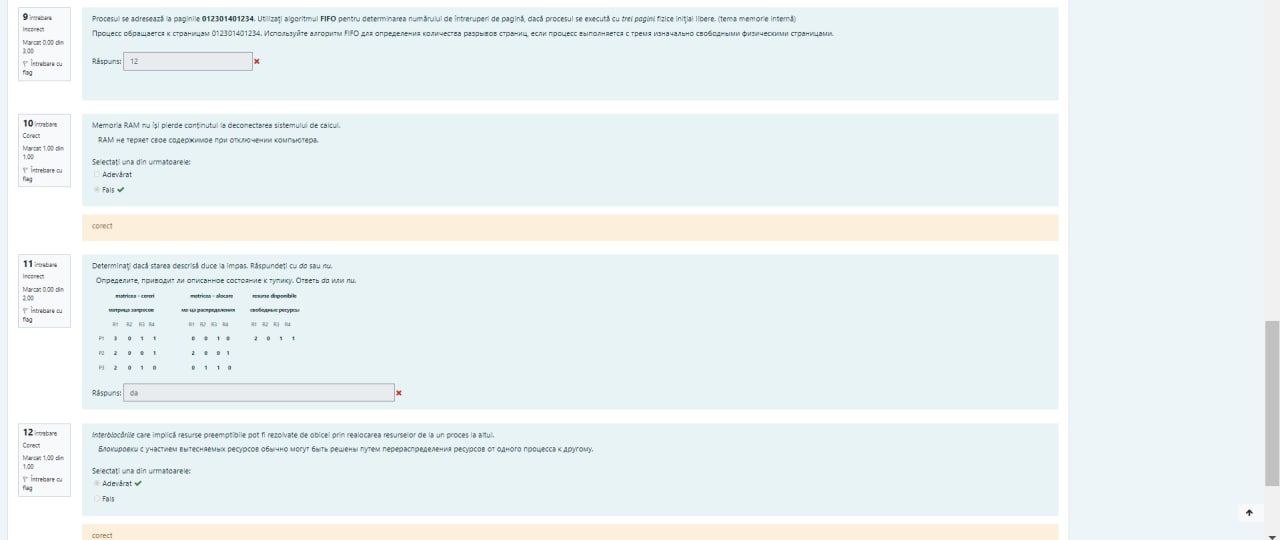 9 întrebare
Incorect
Marcat 0,00 din
3,00
Întrebare cu
flag
Procesul se adresează la paginile 012301401234. Utilizați algoritmul FIFO pentru determinarea numărului de întreruperi de pagină, dacă procesul se execută cu trei pagini fizice inițial libere. (tema memorie internă)
Процесс обращается к страницам 012301401234. Используйте алгоритм FIFO для определения количества разрывов страниц, если процесс выполняется с тремя изначально свободными физическими страницами.
Răspuns: 12
10 întrebare
Corect
Marcat 1,00 din
1,00
Întrebare cu
flag
Memoria RAM nu își pierde conținutul la deconectarea sistemului de calcul.
RAM не теряет свое содержимое при отключении компьютера.
Selectați una din urmatoarele:
Adevărat
Fals
corect
11 întrebare
Incorect
Marcat 0,00 din
2,00
Întrebare cu
flag
Determinați dacă starea descrisă duce la impas. Răspundeți cu da sau nu.
Определите, приводит ли описанное состояние к тупику. Ответь da или nu.
matricea - cereri matricea - alocare resurse disponibile
матрица запросов ма ца распределения свободные ресурсы
R1 R2 R3 R4 R1 R2 R3 R4 R1 R2 R3 R4
P1 3 0 1 1 0 0 1 0 2 0 1 1
P2 2 0 0 1 2 0 0 1
P3 2 0 1 0 0 1 1 0
Răspuns: da
12 întrebare
Corect
Marcat 1,00 din
1,00
Întrebare cu
flag
Interblocările care implică resurse preemptibile pot fi rezolvate de obicei prin realocarea resurselor de la un proces la altul.
Блокировки с участием вытесняемых ресурсов обычно могут быть решены путем перераспределения ресурсов от одного процесса к другому.
Selectați una din urmatoarele:
Adevărat
Fals
corect